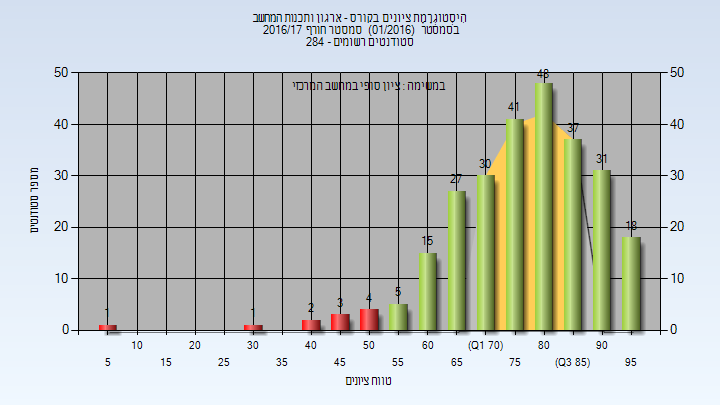 היסטוגרמת ציונים בקורס - ארגון ותכנות המחשב
בסמסטר (01/2016) סמסטר חורף 2016/17
סטודנטים רשומים - 284
במשימה : ציון סופי במחשב המרכזי
50 50
40 40
30 30
20 20
10 10
0 0
1 1 2 3 4 5 15 27 30 41 48 37 31 18
מספר סטודנטים
10 20 30 40 50 60 (Q1 70) 80 90
5 15 25 35 45 55 65 75 (Q3 85) 95
טווח ציונים